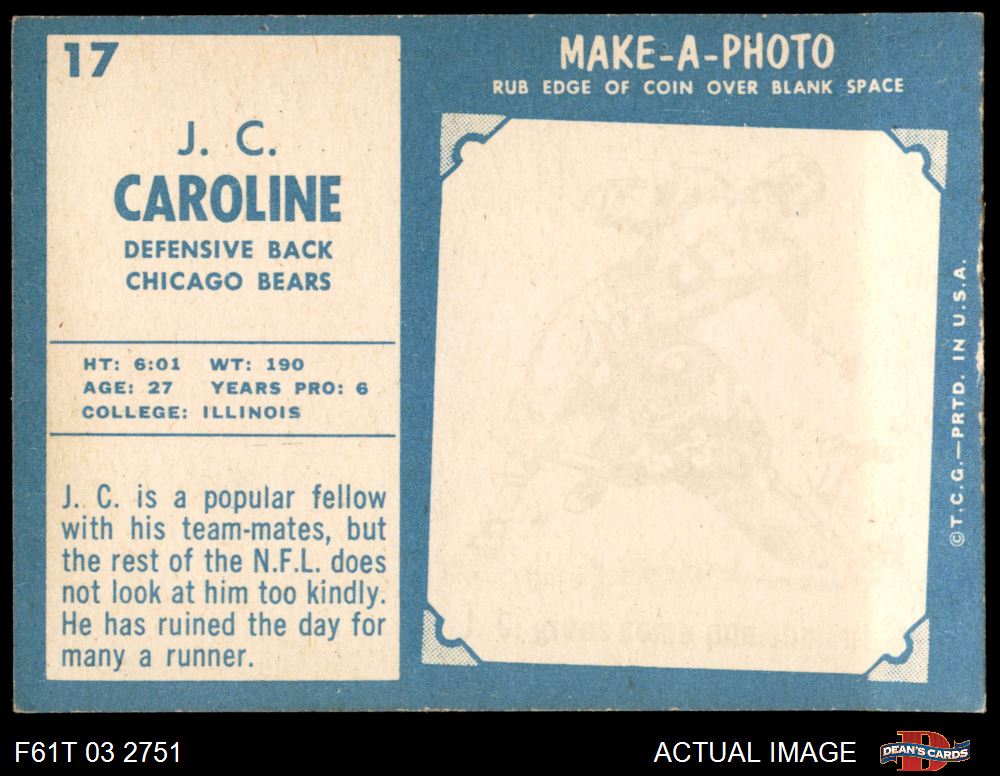 17
J. C.
CAROLINE
DEFENSIVE BACK
CHICAGO BEARS
HT: 6:01 WT: 190
AGE: 27 YEARS PRO: 6
COLLEGE: ILLINOIS
J. C. is a popular fellow
with his team-mates, but
the rest of the N.F.L. does
not look at him too kindly.
He has ruined the day for
many a runner.
MAKE-A-PHOTO
RUB EDGE OF COIN OVER BLANK SPACE
©T.C.G.—PRTD. IN U.S.A.
F61T 03 2751
ACTUAL IMAGE
DEAN'S CARDS